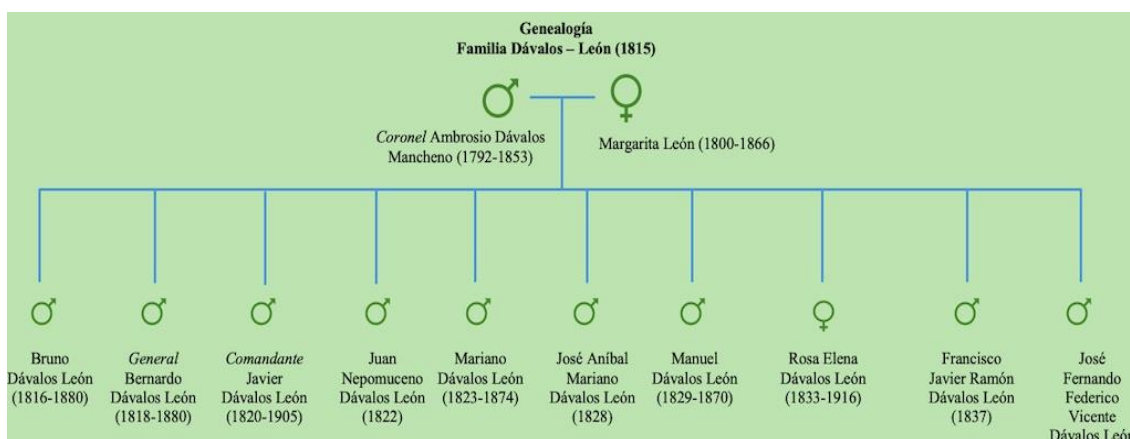 Genealogía
Familia Dávalos – León (1815)
Coronel Ambrosio Dávalos
Mancheno (1792-1853)
Margarita León (1800-1866)
Bruno
Dávalos León
(1816-1880)
General
Bernardo
Dávalos León
(1818-1880)
Comandante
Javier
Dávalos León
(1820-1905)
Juan
Nepomuceno
Dávalos León
(1822)
Mariano
Dávalos León
(1823-1874)
José Aníbal
Mariano
Dávalos León
(1828)
Manuel
Dávalos León
(1829-1870)
Rosa Elena
Dávalos León
(1833-1916)
Francisco
Javier Ramón
Dávalos León
(1837)
José
Fernando
Federico
Vicente
Dávalos León